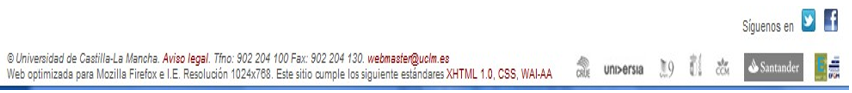 Síguenos en
© Universidad de Castilla-La Mancha. Aviso legal. Tfno: 902 204 100 Fax: 902 204 130. webmaster@uclm.es
Web optimizada para Mozilla Firefox e I.E. Resolución 1024x768. Este sitio cumple los siguiente estándares XHTML 1.0, CSS, WAI-AA
CRUE universia CCM Santander EFQM